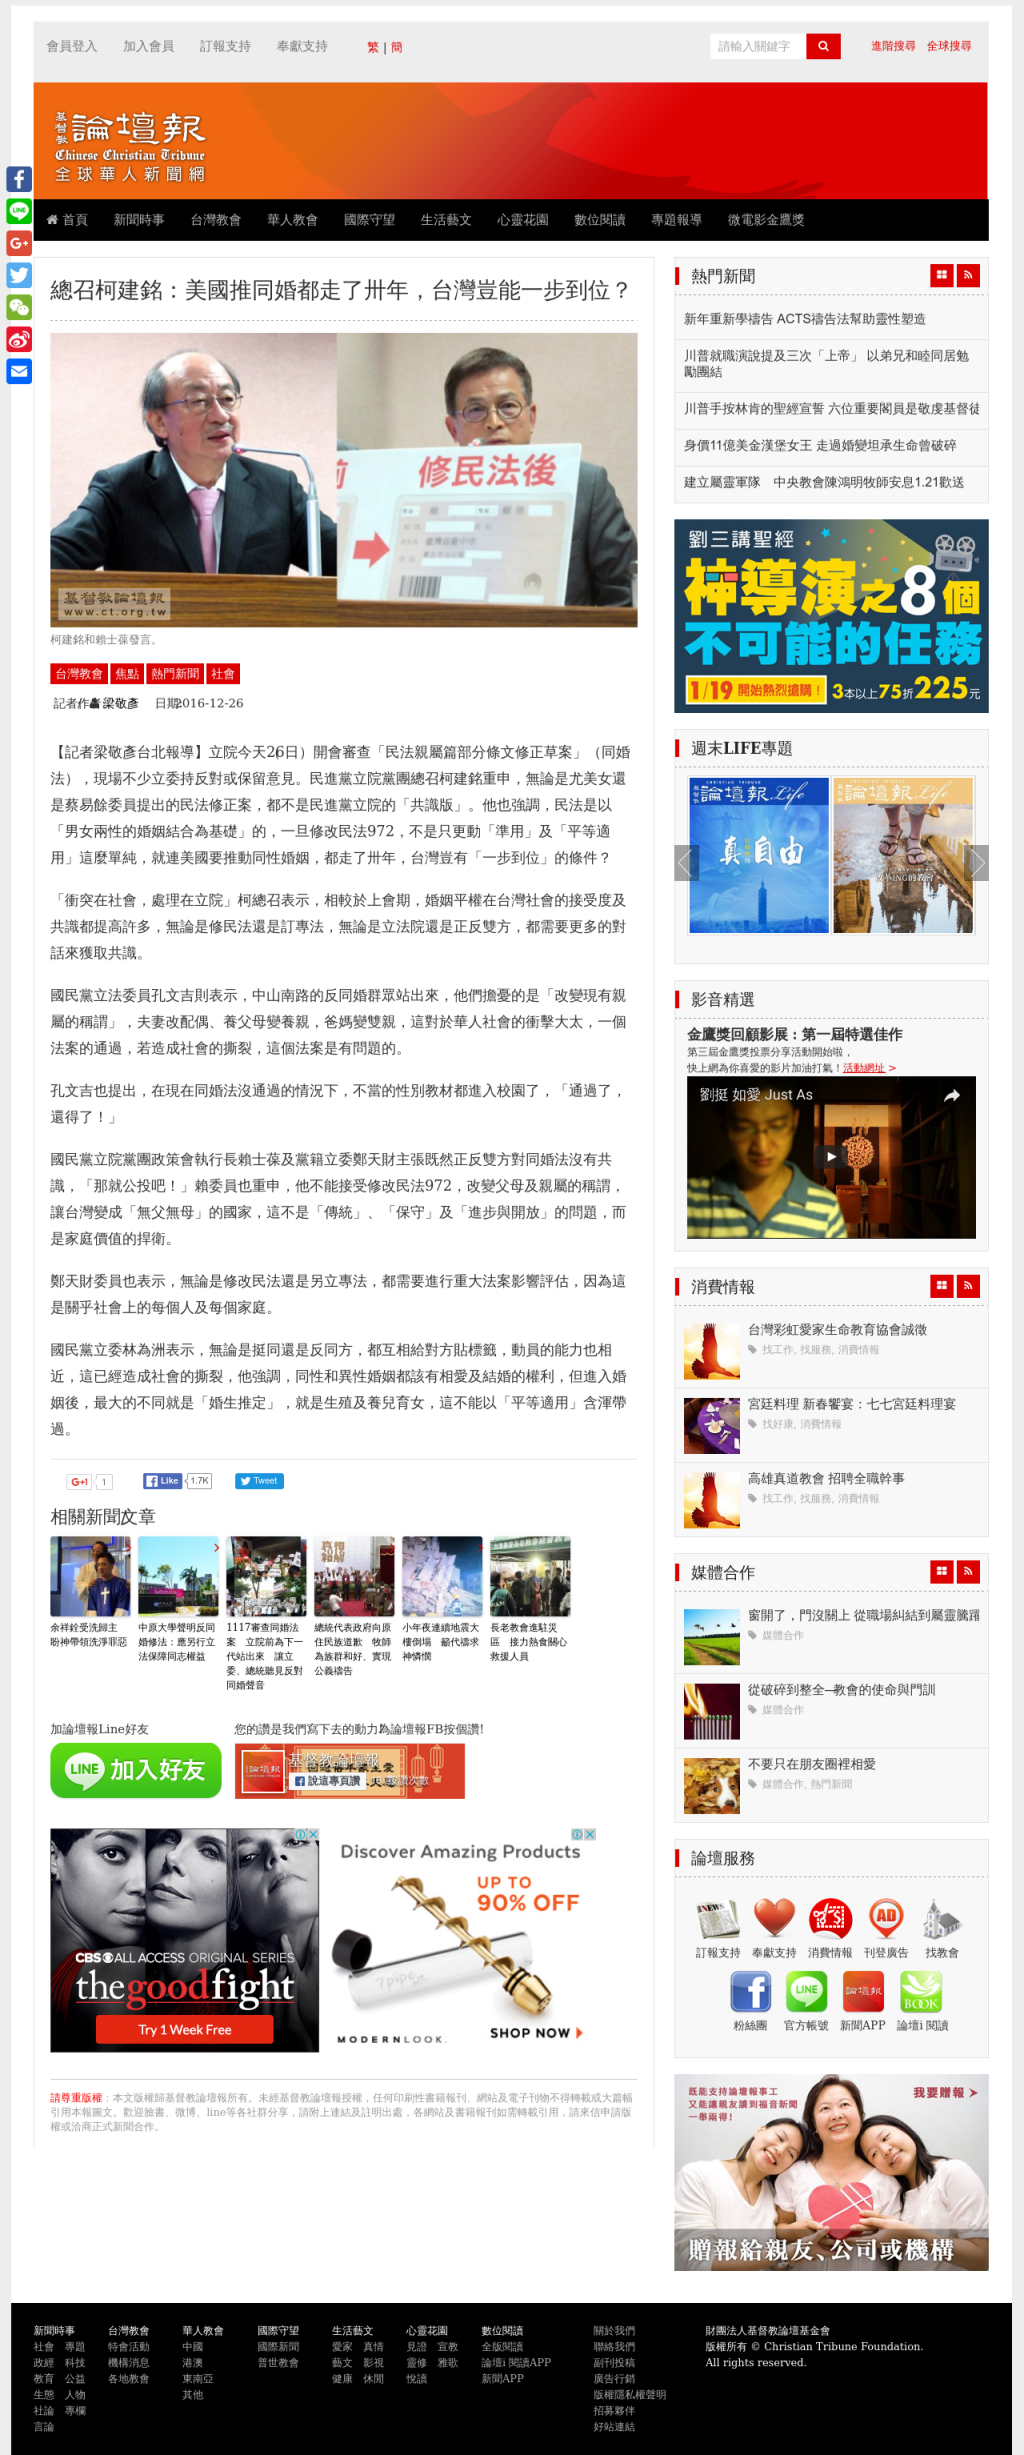 會員登入 加入會員 訂報支持 奉獻支持 繁 | 簡 請輸入關鍵字 進階搜尋 全球搜尋
基督教 論壇報
Chinese Christian Tribune
全球華人新聞網
首頁 新聞時事 台灣教會 華人教會 國際守望 生活藝文 心靈花園 數位閱讀 專題報導 微電影金鷹獎
總召柯建銘：美國推同婚都走了卅年，台灣豈能一步到位？
修民法後
基督教論壇報
www.ct.org.tw
柯建銘和賴士葆發言。
台灣教會 焦點 熱門新聞 社會
梁敬彥 2016-12-26
【記者梁敬彥台北報導】立院今天26日）開會審查「民法親屬篇部分條文修正草案」（同婚
法），現場不少立委持反對或保留意見。民進黨立院黨團總召柯建銘重申，無論是尤美女還
是蔡易餘委員提出的民法修正案，都不是民進黨立院的「共識版」。他也強調，民法是以
「男女兩性的婚姻結合為基礎」的，一旦修改民法972，不是只更動「準用」及「平等適
用」這麼單純，就連美國要推動同性婚姻，都走了卅年，台灣豈有「一步到位」的條件？
「衝突在社會，處理在立院」柯總召表示，相較於上會期，婚姻平權在台灣社會的接受度及
共識都提高許多，無論是修民法還是訂專法，無論是立法院還是正反雙方，都需要更多的對
話來獲取共識。
國民黨立法委員孔文吉則表示，中山南路的反同婚群眾站出來，他們擔憂的是「改變現有親
屬的稱謂」，夫妻改配偶、養父母變養親，爸媽變雙親，這對於華人社會的衝擊大太，一個
法案的通過，若造成社會的撕裂，這個法案是有問題的。
孔文吉也提出，在現在同婚法沒通過的情況下，不當的性別教材都進入校園了，「通過了，
還得了！」
國民黨立院黨團政策會執行長賴士葆及黨籍立委鄭天財主張既然正反雙方對同婚法沒有共
識，「那就公投吧！」賴委員也重申，他不能接受修改民法972，改變父母及親屬的稱謂，
讓台灣變成「無父無母」的國家，這不是「傳統」、「保守」及「進步與開放」的問題，而
是家庭價值的捍衛。
鄭天財委員也表示，無論是修改民法還是另立專法，都需要進行重大法案影響評估，因為這
是關乎社會上的每個人及每個家庭。
國民黨立委林為洲表示，無論是挺同還是反同方，都互相給對方貼標籤，動員的能力也相
近，這已經造成社會的撕裂，他強調，同性和異性婚姻都該有相愛及結婚的權利，但進入婚
姻後，最大的不同就是「婚生推定」，就是生殖及養兒育女，這不能以「平等適用」含渾帶
過。
G+1 1 Like 1.7K Tweet
相關新聞/文章
余祥銓受洗歸主
盼神帶領洗淨罪惡
中原大學聲明反同
婚修法：應另行立
法保障同志權益
1117審查同婚法
案 立院前為下一
代站出來 讓立
委、總統聽見反對
同婚聲音
總統代表政府向原
住民族道歉 牧師
為族群和好、實現
公義禱告
小年夜連續地震大
樓倒塌 籲代禱求
神憐憫
長老教會進駐災
區 接力熱食關心
救援人員
加論壇報Line好友
LINE 加入好友
您的讚是我們寫下去的動力為論壇報FB按個讚!
基督教論壇報
說這專頁讚
CBS ALL ACCESS ORIGINAL SERIES
thegoodfight
Try 1 Week Free
Discover Amazing Products
UP TO
90% OFF
MODERNLOOK.
SHOP NOW
請尊重版權：本文版權歸基督教論壇報所有。未經基督教論壇報授權，任何印刷性書籍報刊、網站及電子刊物不得轉載或大篇幅
引用本報圖文。歡迎臉書、微博、line等各社群分享，請附上連結及註明出處，各網站及書籍報刊如需轉載引用，請來信申請版
權或洽商正式新聞合作。
熱門新聞
新年重新學禱告 ACTS禱告法幫助靈性塑造
川普就職演說提及三次「上帝」 以弟兄和睦同居勉
勵團結
川普手按林肯的聖經宣誓 六位重要閣員是敬虔基督徒
身價11億美金漢堡女王 走過婚變坦承生命曾破碎
建立屬靈軍隊 中央教會陳鴻明牧師安息1.21歡送
劉三講聖經
神導演之8個
不可能的任務
1/19 開始熱烈搶購！ 3本以上75折225元
週末LIFE專題
論壇報 Life 論壇報 Life
真自由
影音精選
金鷹獎回顧影展：第一屆特選佳作
第三屆金鷹獎投票分享活動開始啦，
快上網為你喜愛的影片加油打氣！活動網址 >
劉挺 如愛 Just As
消費情報
台灣彩虹愛家生命教育協會誠徵
找工作, 找服務, 消費情報
宮廷料理 新春饗宴：七七宮廷料理宴
找好康, 消費情報
高雄真道教會 招聘全職幹事
找工作, 找服務, 消費情報
媒體合作
窗開了，門沒關上 從職場糾結到屬靈騰躍
媒體合作
從破碎到整全─教會的使命與門訓
媒體合作
不要只在朋友圈裡相愛
媒體合作, 熱門新聞
論壇服務
NEWS AD
訂報支持 奉獻支持 消費情報 刊登廣告 找教會
LINE 論壇報 BOOK
粉絲團 官方帳號 新聞APP 論壇i 閱讀
既能支持論壇報事工
又能讓親友讀到福音新聞
一舉兩得！
我要贈報
贈報給親友、公司或機構
新聞時事 台灣教會 華人教會 國際守望 生活藝文 心靈花園 數位閱讀 關於我們 財團法人基督教論壇基金會
社會 專題 特會活動 中國 國際新聞 愛家 真情 見證 宣教 全版閱讀 聯絡我們 版權所有 © Christian Tribune Foundation.
政經 科技 機構消息 港澳 普世教會 藝文 影視 靈修 雅歌 論壇i 閱讀APP 副刊投稿 All rights reserved.
教育 公益 各地教會 東南亞 健康 休閒 悅讀 新聞APP 廣告行銷
生態 人物 其他 版權隱私權聲明
社論 專欄 招募夥伴
言論 好站連結